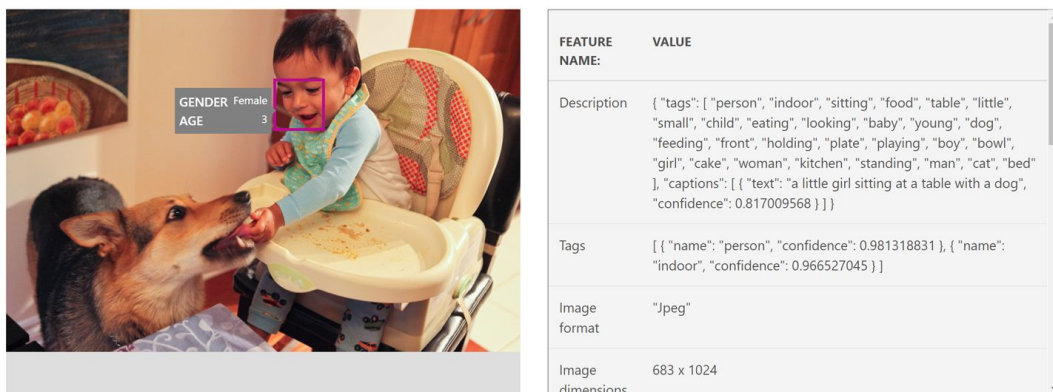 GENDER Female
AGE 3
FEATURE NAME: VALUE
Description { "tags": [ "person", "indoor", "sitting", "food", "table", "little",
"small", "child", "eating", "looking", "baby", "young", "dog",
"feeding", "front", "holding", "plate", "playing", "boy", "bowl",
"girl", "cake", "woman", "kitchen", "standing", "man", "cat", "bed"
], "captions": [ { "text": "a little girl sitting at a table with a dog",
"confidence": 0.817009568 } ] }
Tags [ { "name": "person", "confidence": 0.981318831 }, { "name":
"indoor", "confidence": 0.966527045 } ]
Image format "Jpeg"
Image dimensions 683 x 1024